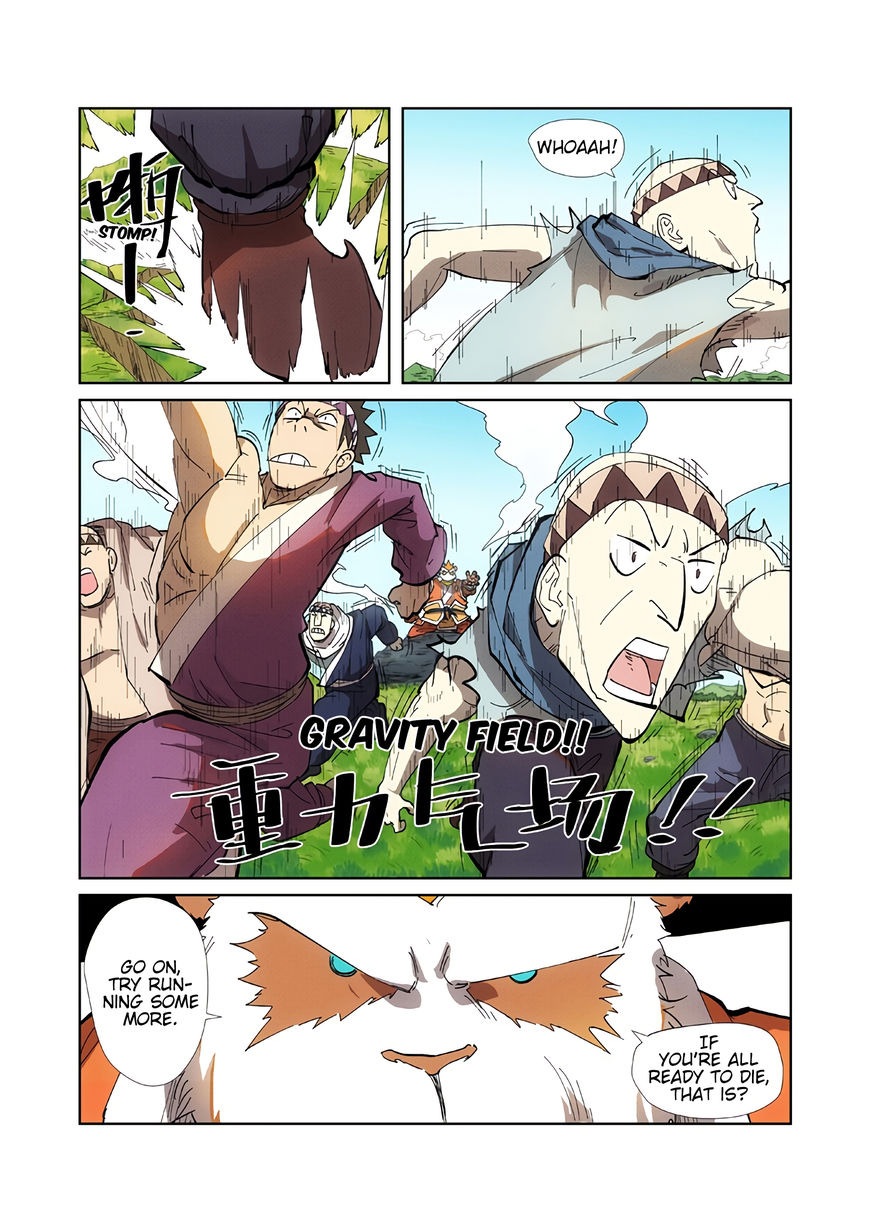 STOMP!
WHOAAH!
GRAVITY FIELD!!
重力气场!!
GO ON,
TRY RUN-
NING SOME
MORE.
IF
YOU'RE ALL
READY TO DIE,
THAT IS?